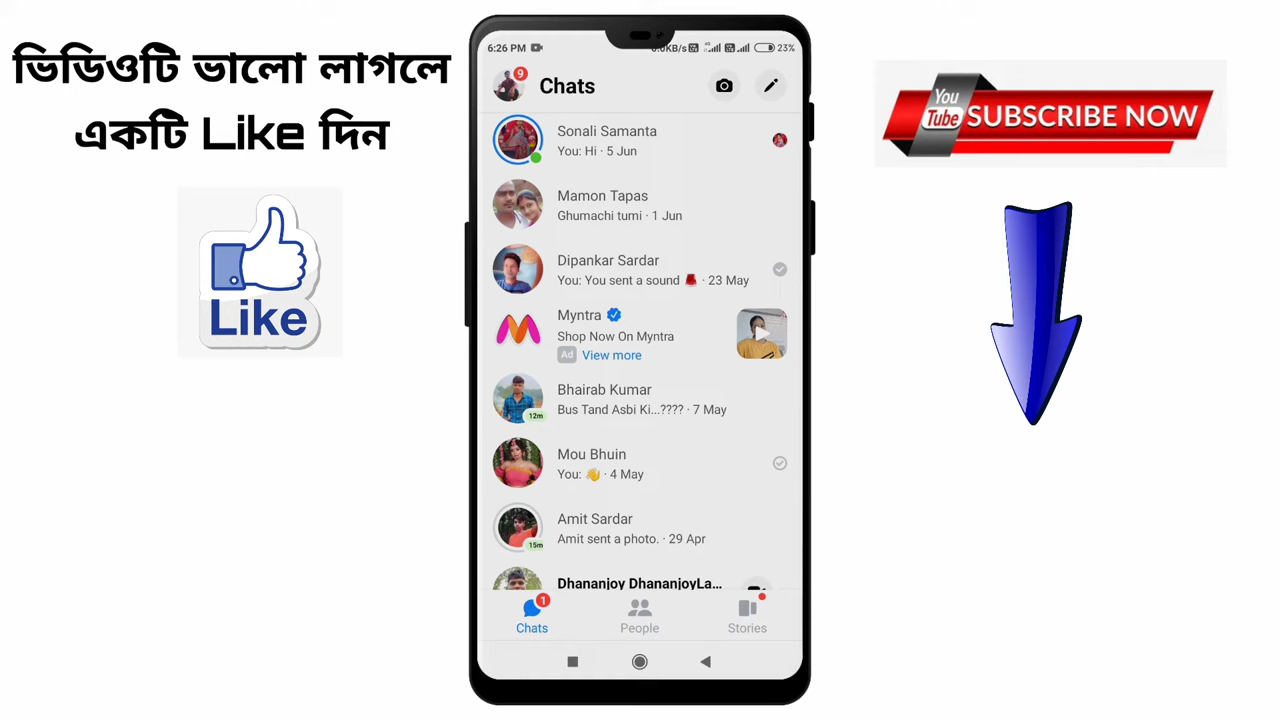 ভিডিওটি ভালো লাগলে
একটি Like দিন
Like
6:26 PM
23%
9
Chats
Sonali Samanta
You: Hi · 5 Jun
Mamon Tapas
Ghumachi tumi · 1 Jun
Dipankar Sardar
You: You sent a sound · 23 May
Myntra
Shop Now On Myntra
Ad View more
Bhairab Kumar
Bus Tand Asbi Ki...???? · 7 May
12m
Mou Bhuin
You: 👋 · 4 May
Amit Sardar
Amit sent a photo. · 29 Apr
15m
Dhananjoy DhananjoyLa...
1
Chats
People
Stories
You
Tube
SUBSCRIBE NOW